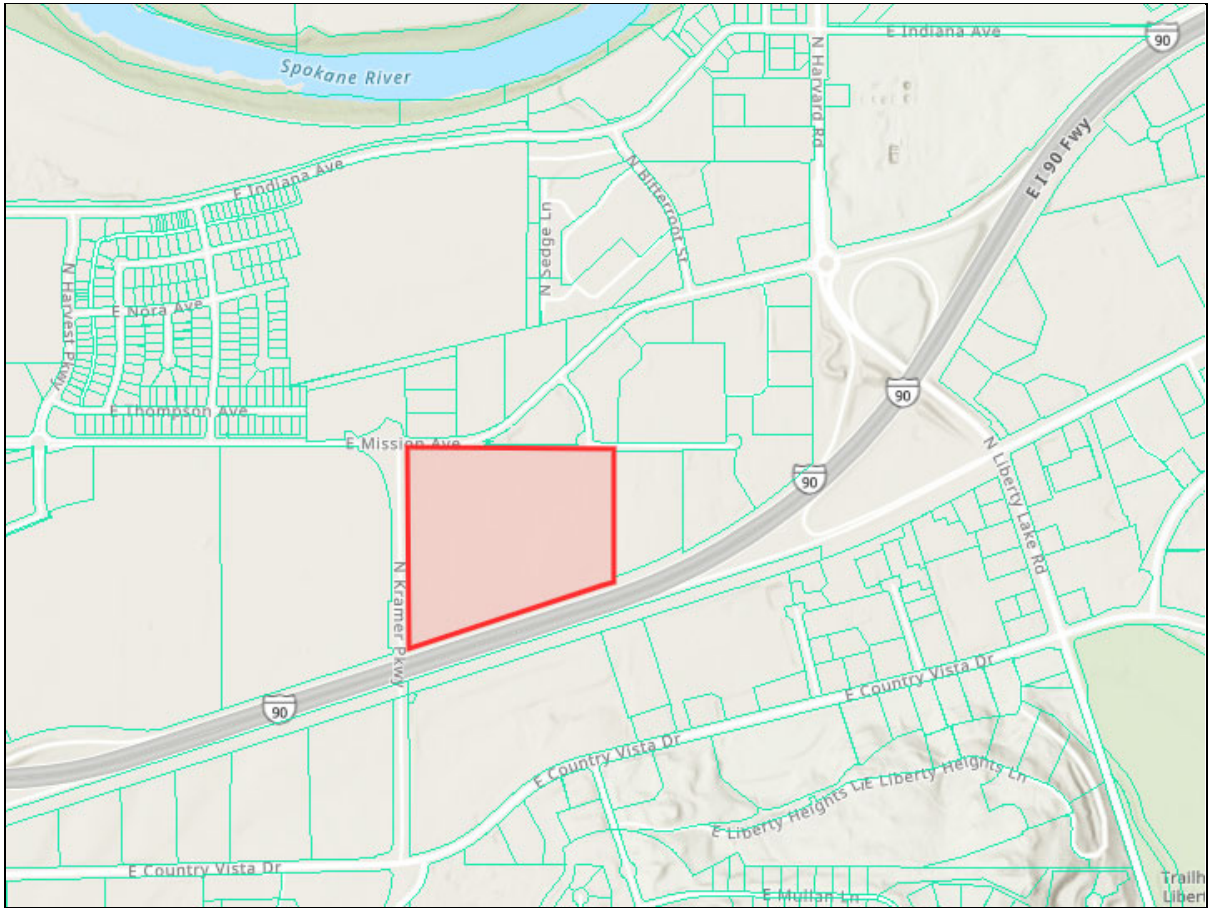 E Indiana Ave
90
Spokane River
N Harvard Rd
E I 90 Fwy
E Indiana Ave
N Bitterroot St
N Sedge Ln
N Harvest Pkwy
E Nora Ave
90
E Thompson Ave
E Mission Ave
N Liberty Lake Rd
90
N Kramer Pkwy
E Country Vista Dr
90
E Country Vista Dr
E Liberty Heights Ln
E Liberty Heights
E Country Vista Dr
E Mullan Ln
Trailh
Libert